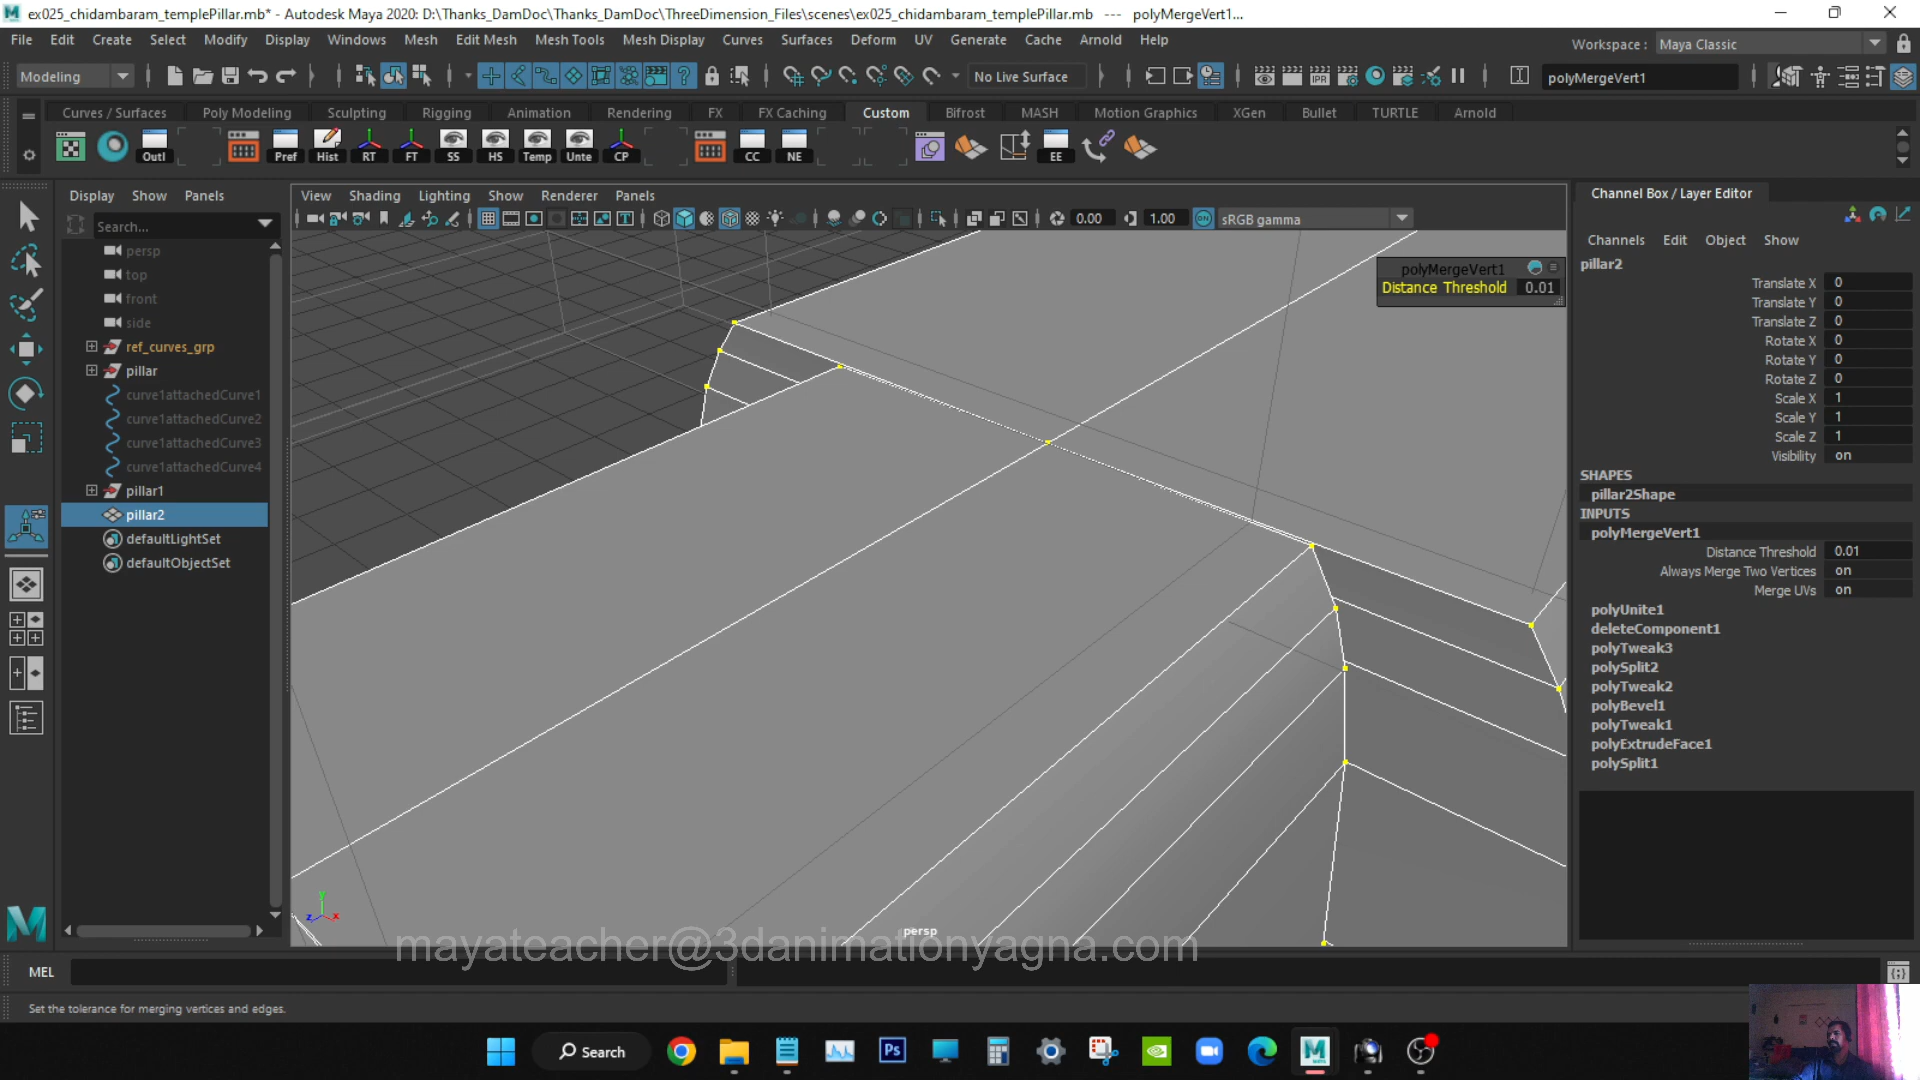 ex025_chidambaram_templePillar.mb* - Autodesk Maya 2020: D:\Thanks_DamDoc\Thanks_DamDoc\ThreeDimension_Files\scenes\ex025_chidambaram_templePillar.mb --- polyMergeVert1...
File Edit Create Select Modify Display Windows Mesh Edit Mesh Mesh Tools Mesh Display Curves Surfaces Deform UV Generate Cache Arnold Help
Workspace : Maya Classic
Modeling
No Live Surface
IPR
polyMergeVert1
Curves / Surfaces Poly Modeling Sculpting Rigging Animation Rendering FX FX Caching Custom Bifrost MASH Motion Graphics XGen Bullet TURTLE Arnold
Outl Pref Hist RT FT SS HS Temp Unte CP CC NE EE
Display Show Panels
Search...
persp
top
front
side
ref_curves_grp
pillar
curve1attachedCurve1
curve1attachedCurve2
curve1attachedCurve3
curve1attachedCurve4
pillar1
pillar2
defaultLightSet
defaultObjectSet
View Shading Lighting Show Renderer Panels
0.00 1.00 sRGB gamma
polyMergeVert1
Distance Threshold 0.01
persp
mayateacher@3danimationyagna.com
Channel Box / Layer Editor
Channels Edit Object Show
pillar2
Translate X 0
Translate Y 0
Translate Z 0
Rotate X 0
Rotate Y 0
Rotate Z 0
Scale X 1
Scale Y 1
Scale Z 1
Visibility on
SHAPES
pillar2Shape
INPUTS
polyMergeVert1
Distance Threshold 0.01
Always Merge Two Vertices on
Merge UVs on
polyUnite1
deleteComponent1
polyTweak3
polySplit2
polyTweak2
polyBevel1
polyTweak1
polyExtrudeFace1
polySplit1
MEL
Set the tolerance for merging vertices and edges.
Search
Ps